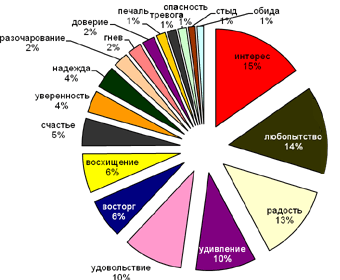 интерес
15%
любопытство
14%
радость
13%
удивление
10%
удовольствие
10%
восторг
6%
восхищение
6%
счастье
5%
уверенность
4%
надежда
4%
разочарование
2%
гнев
2%
доверие
2%
печаль
1%
тревога
1%
опасность
1%
стыд
1%
обида
1%